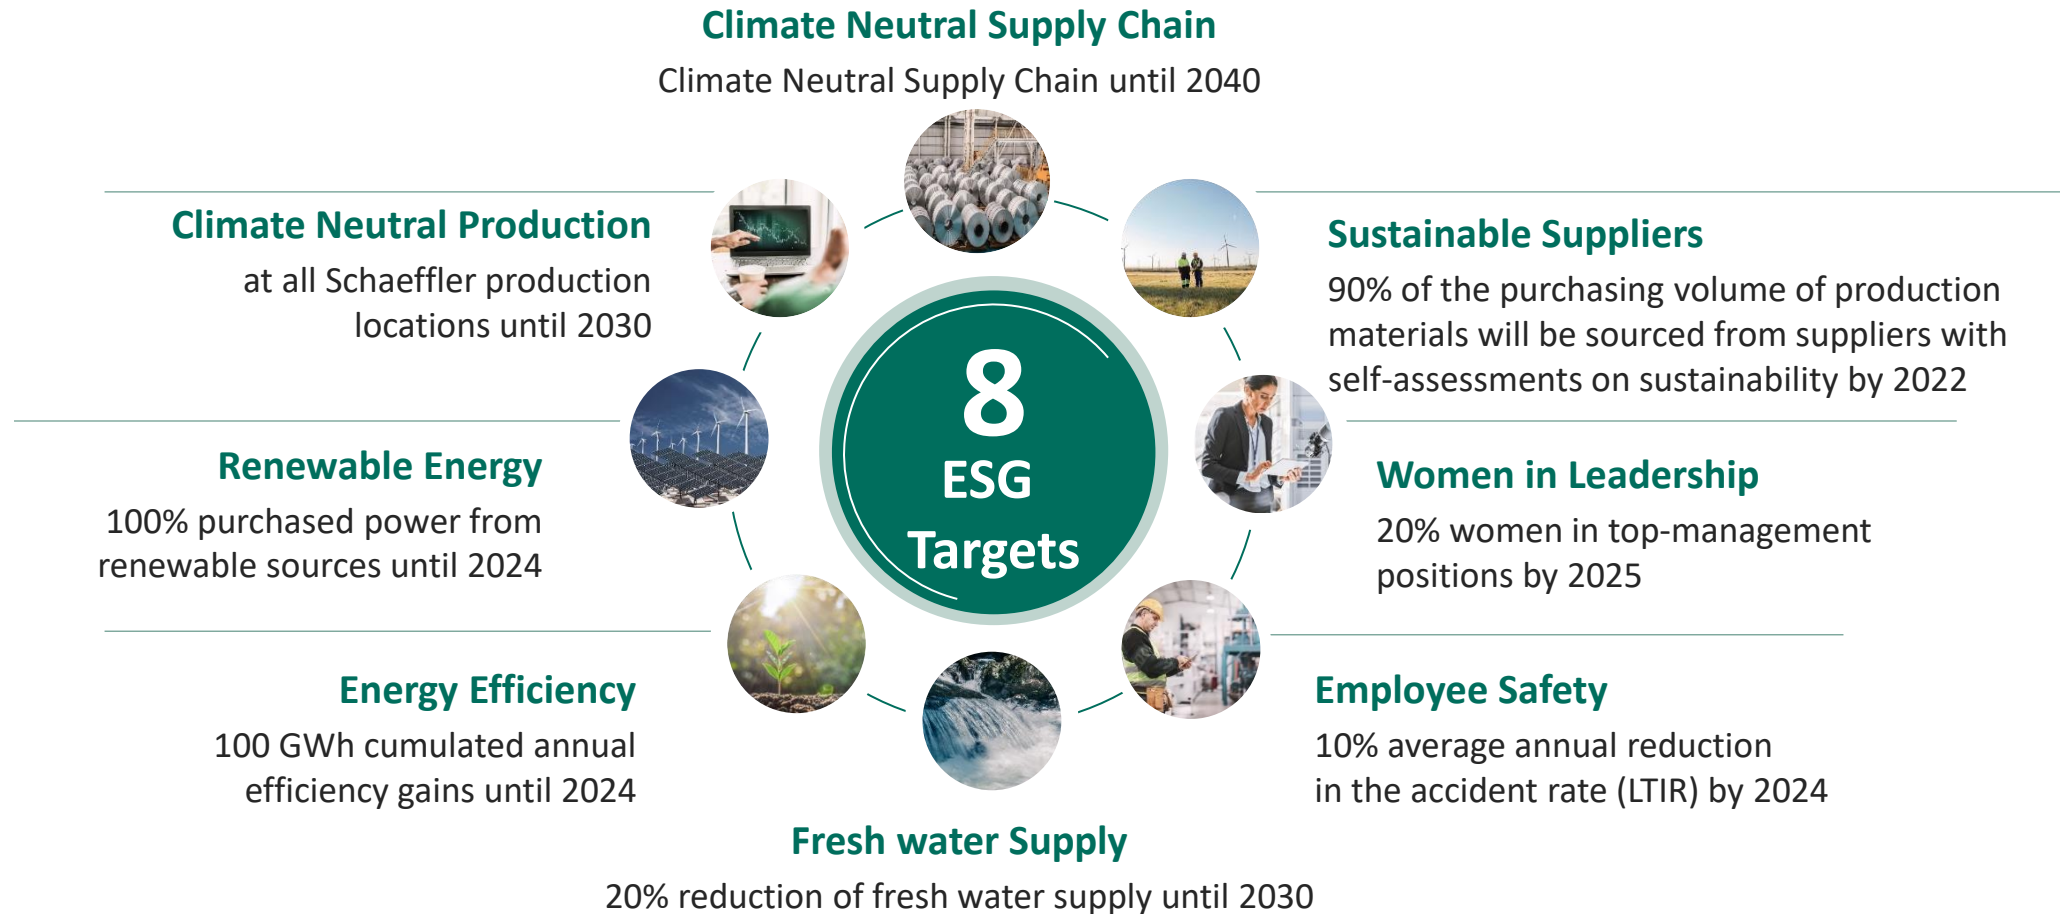 Climate Neutral Supply Chain
Climate Neutral Supply Chain until 2040
Climate Neutral Production
at all Schaeffler production
locations until 2030
Sustainable Suppliers
90% of the purchasing volume of production
materials will be sourced from suppliers with
self-assessments on sustainability by 2022
8
ESG
Targets
Renewable Energy
100% purchased power from
renewable sources until 2024
Women in Leadership
20% women in top-management
positions by 2025
Energy Efficiency
100 GWh cumulated annual
efficiency gains until 2024
Employee Safety
10% average annual reduction
in the accident rate (LTIR) by 2024
Fresh water Supply
20% reduction of fresh water supply until 2030